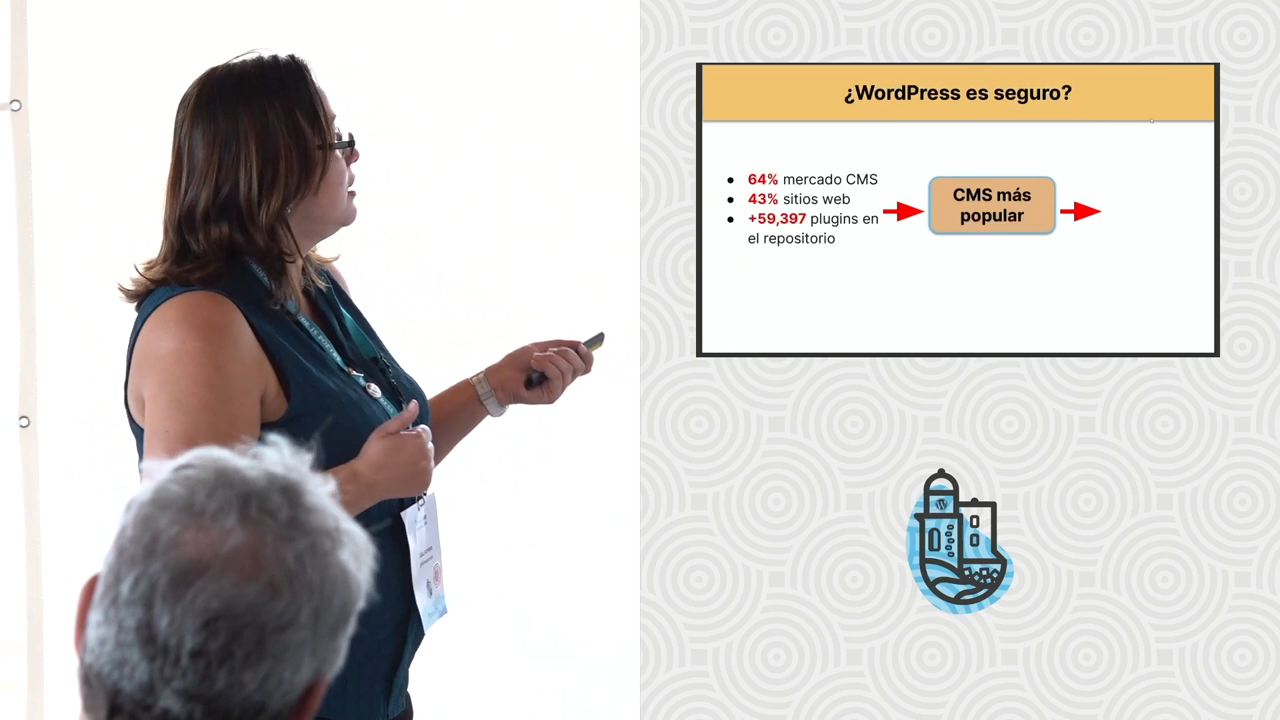 ¿WordPress es seguro?
● 64% mercado CMS
● 43% sitios web
● +59,397 plugins en
el repositorio
CMS más
popular